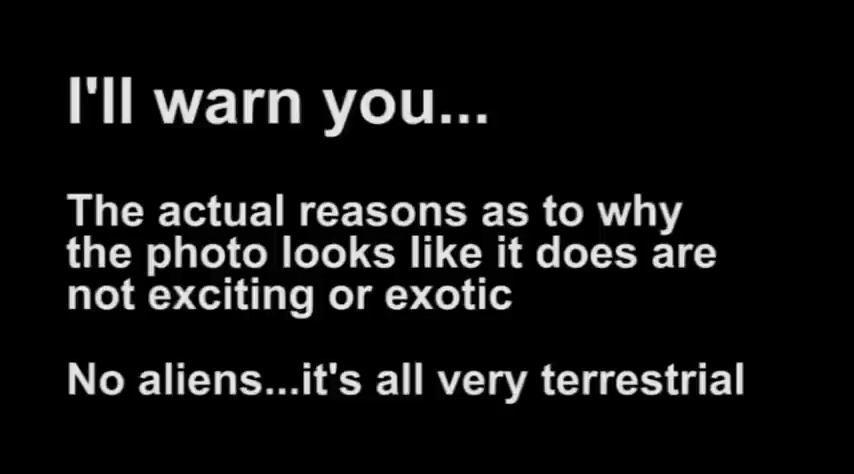 I'll warn you...
The actual reasons as to why
the photo looks like it does are
not exciting or exotic
No aliens...it's all very terrestrial